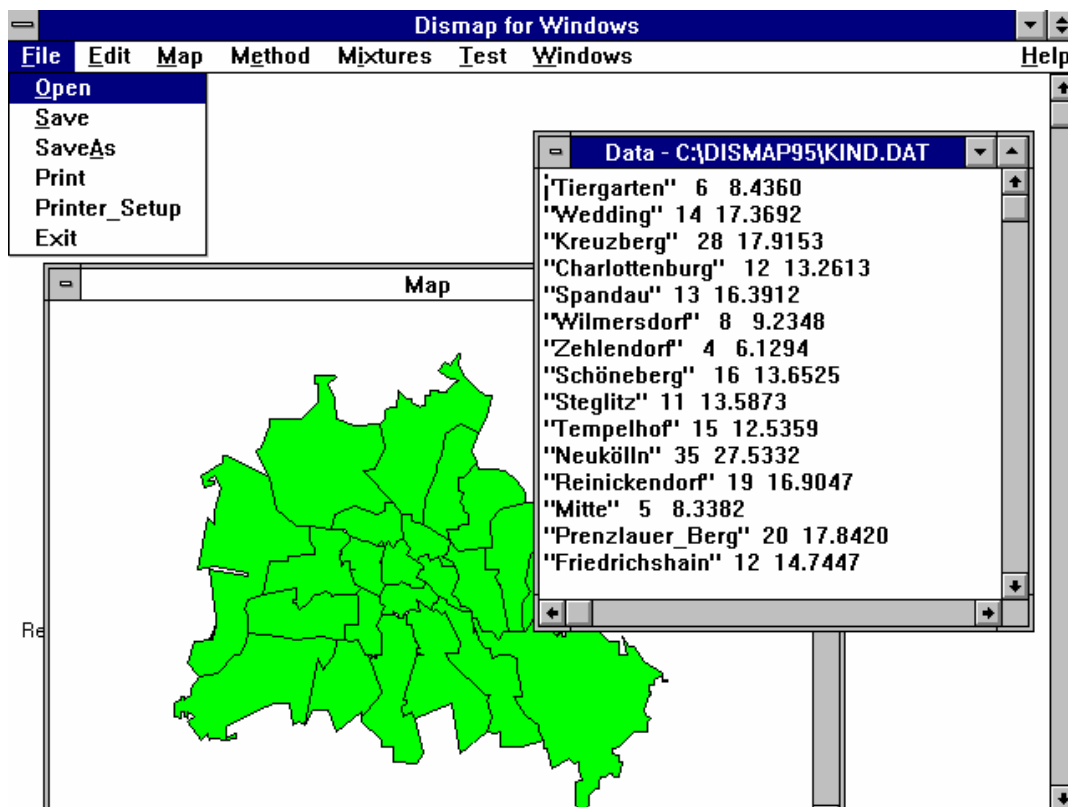 Dismap for Windows
File Edit Map Method Mixtures Test Windows Help
Open
Save
SaveAs
Print
Printer_Setup
Exit
Data - C:\DISMAP95\KIND.DAT
"Tiergarten" 6 8.4360
"Wedding" 14 17.3692
"Kreuzberg" 28 17.9153
"Charlottenburg" 12 13.2613
"Spandau" 13 16.3912
"Wilmersdorf" 8 9.2348
"Zehlendorf" 4 6.1294
"Schöneberg" 16 13.6525
"Steglitz" 11 13.5873
"Tempelhof" 15 12.5359
"Neukölln" 35 27.5332
"Reinickendorf" 19 16.9047
"Mitte" 5 8.3382
"Prenzlauer_Berg" 20 17.8420
"Friedrichshain" 12 14.7447
Map
Re